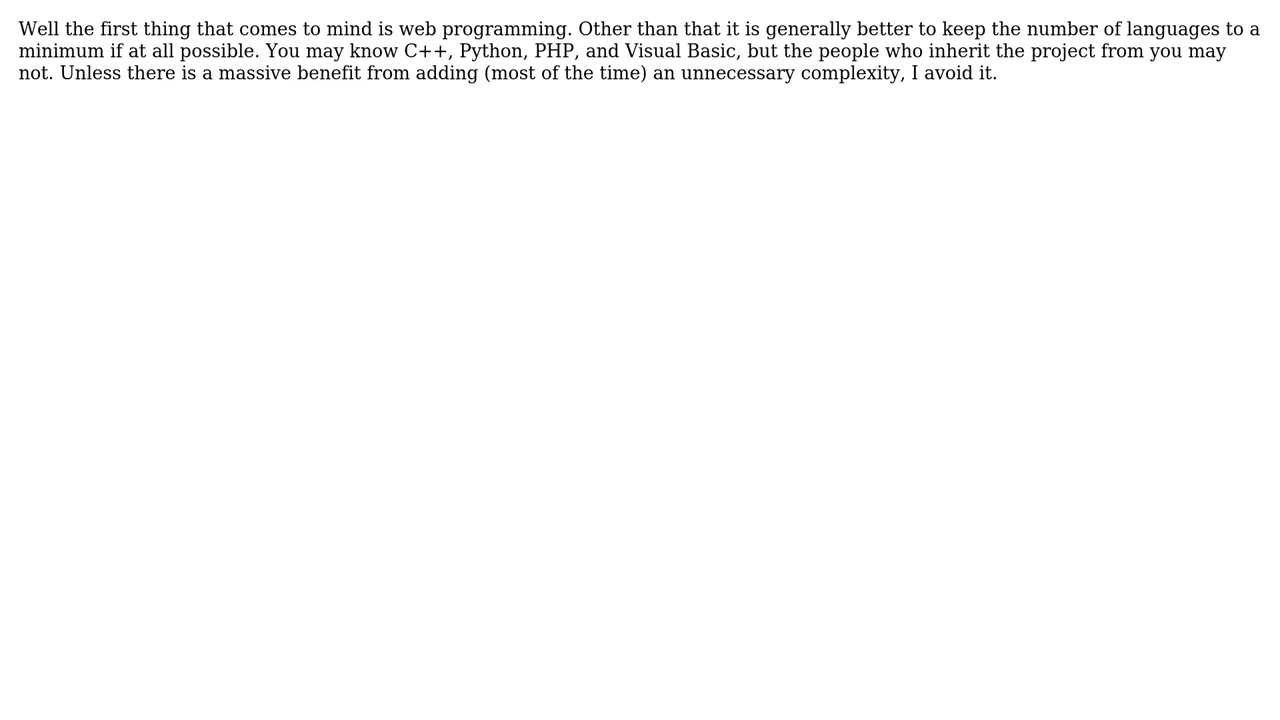 Well the first thing that comes to mind is web programming. Other than that it is generally better to keep the number of languages to a
minimum if at all possible. You may know C++, Python, PHP, and Visual Basic, but the people who inherit the project from you may
not. Unless there is a massive benefit from adding (most of the time) an unnecessary complexity, I avoid it.